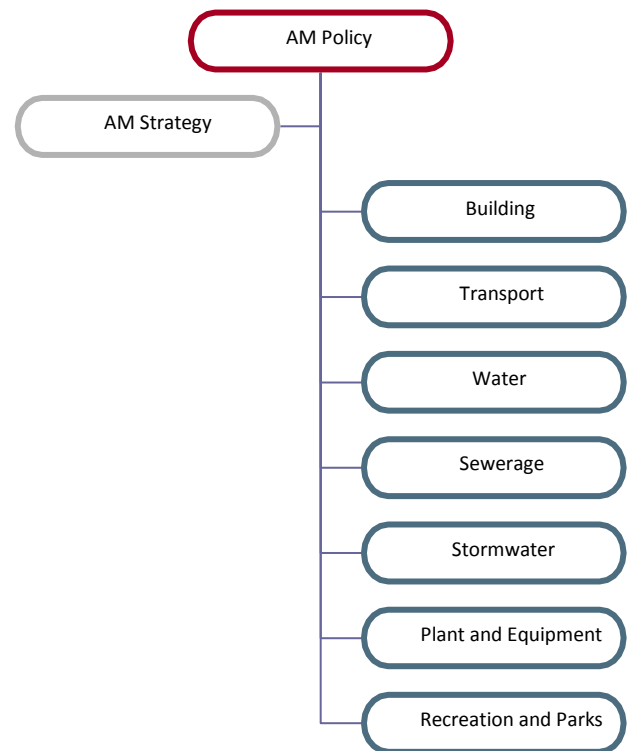 AM Policy
AM Strategy
Building
Transport
Water
Sewerage
Stormwater
Plant and Equipment
Recreation and Parks